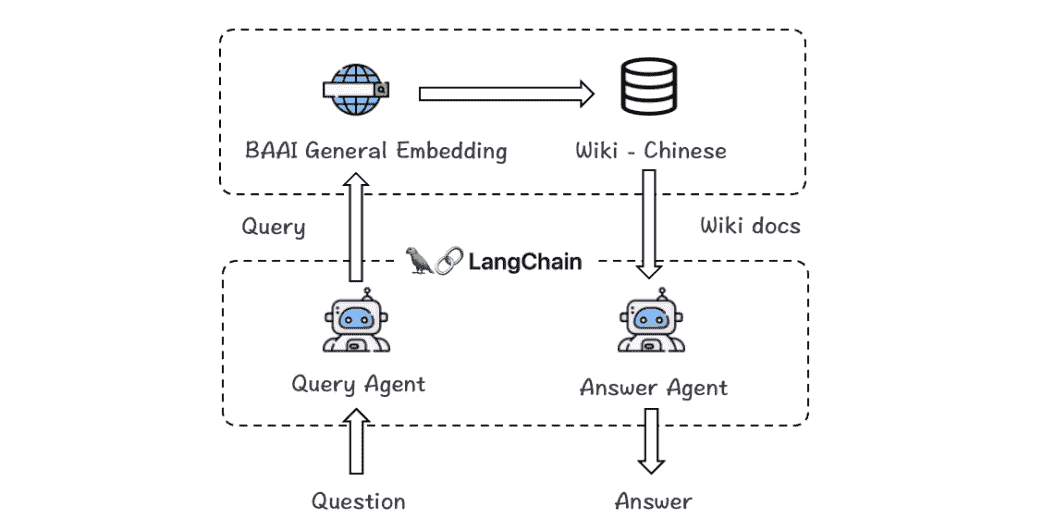 BAAI General Embedding
Wiki - Chinese
Query
Wiki docs
LangChain
Query Agent
Answer Agent
Question
Answer